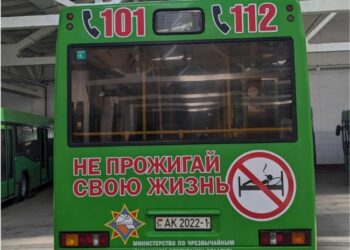 101 112
НЕ ПРОЖИГАЙ
СВОЮ ЖИЗНЬ
АК 2022-1
МИНИСТЕРСТВО ПО ЧРЕЗВЫЧАЙНЫМ